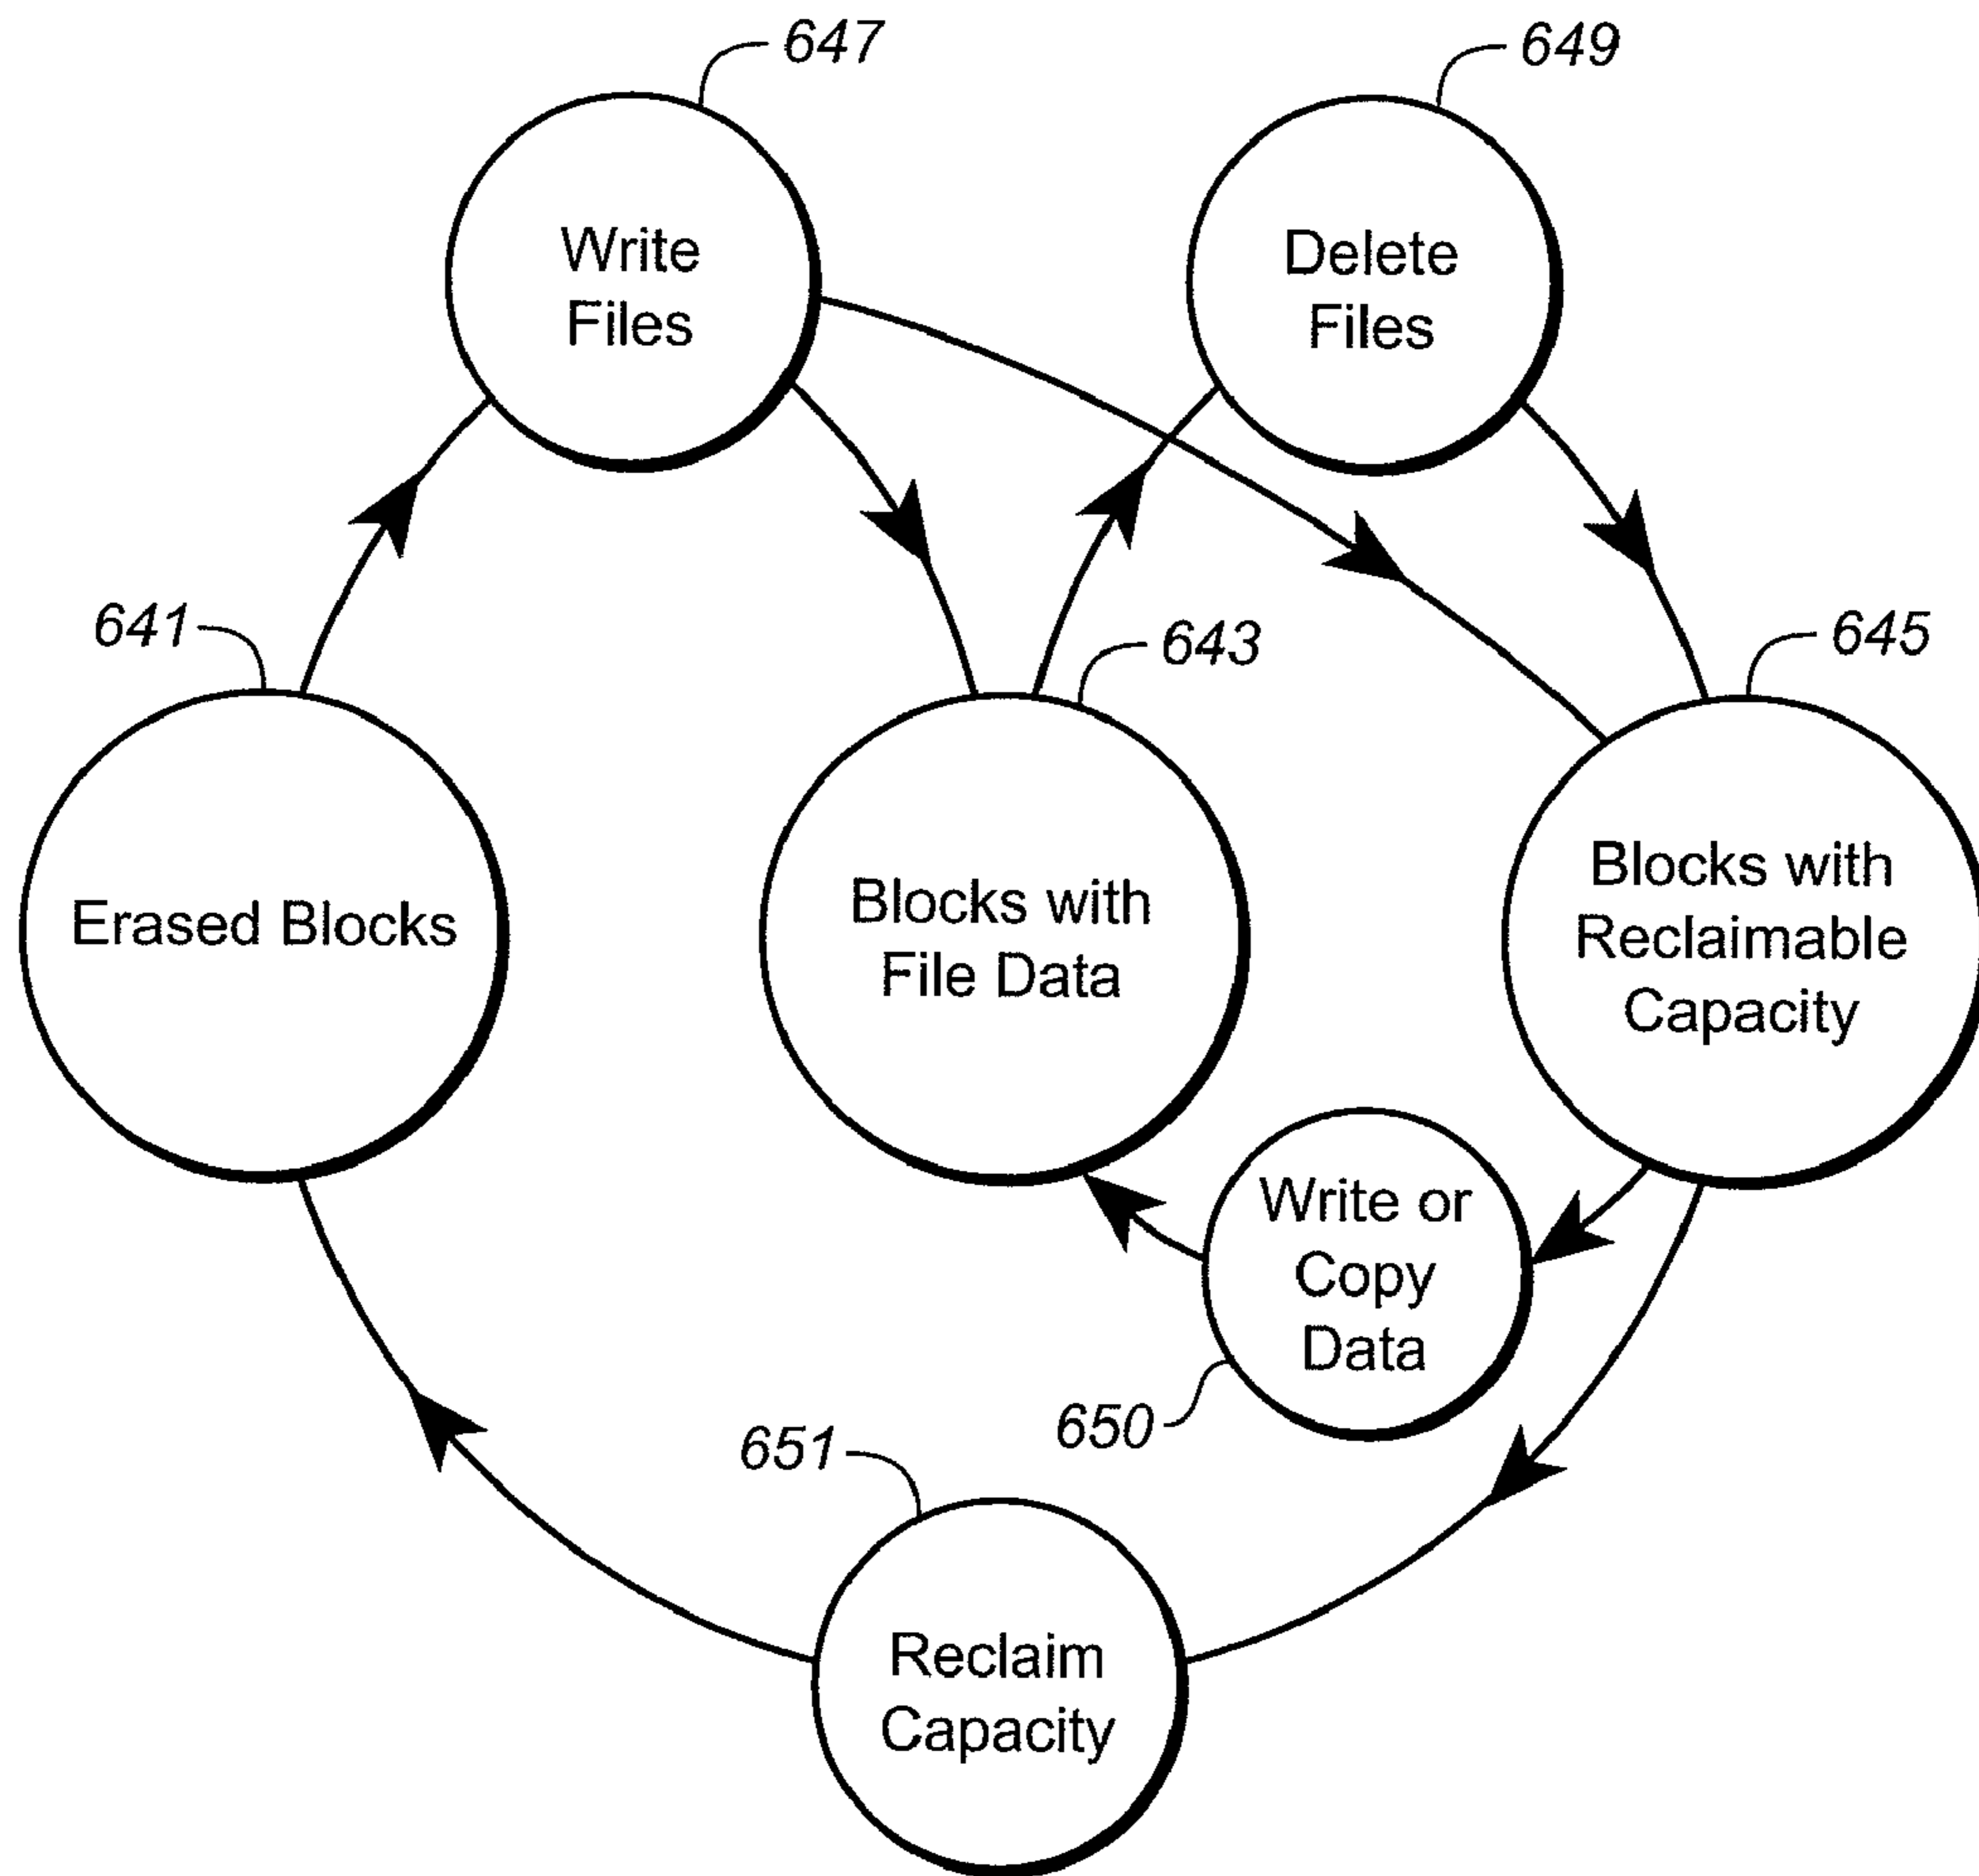 647
649
Write
Files
Delete
Files
641
643
645
Erased Blocks
Blocks with
File Data
Blocks with
Reclaimable
Capacity
Write or
Copy
Data
650
651
Reclaim
Capacity